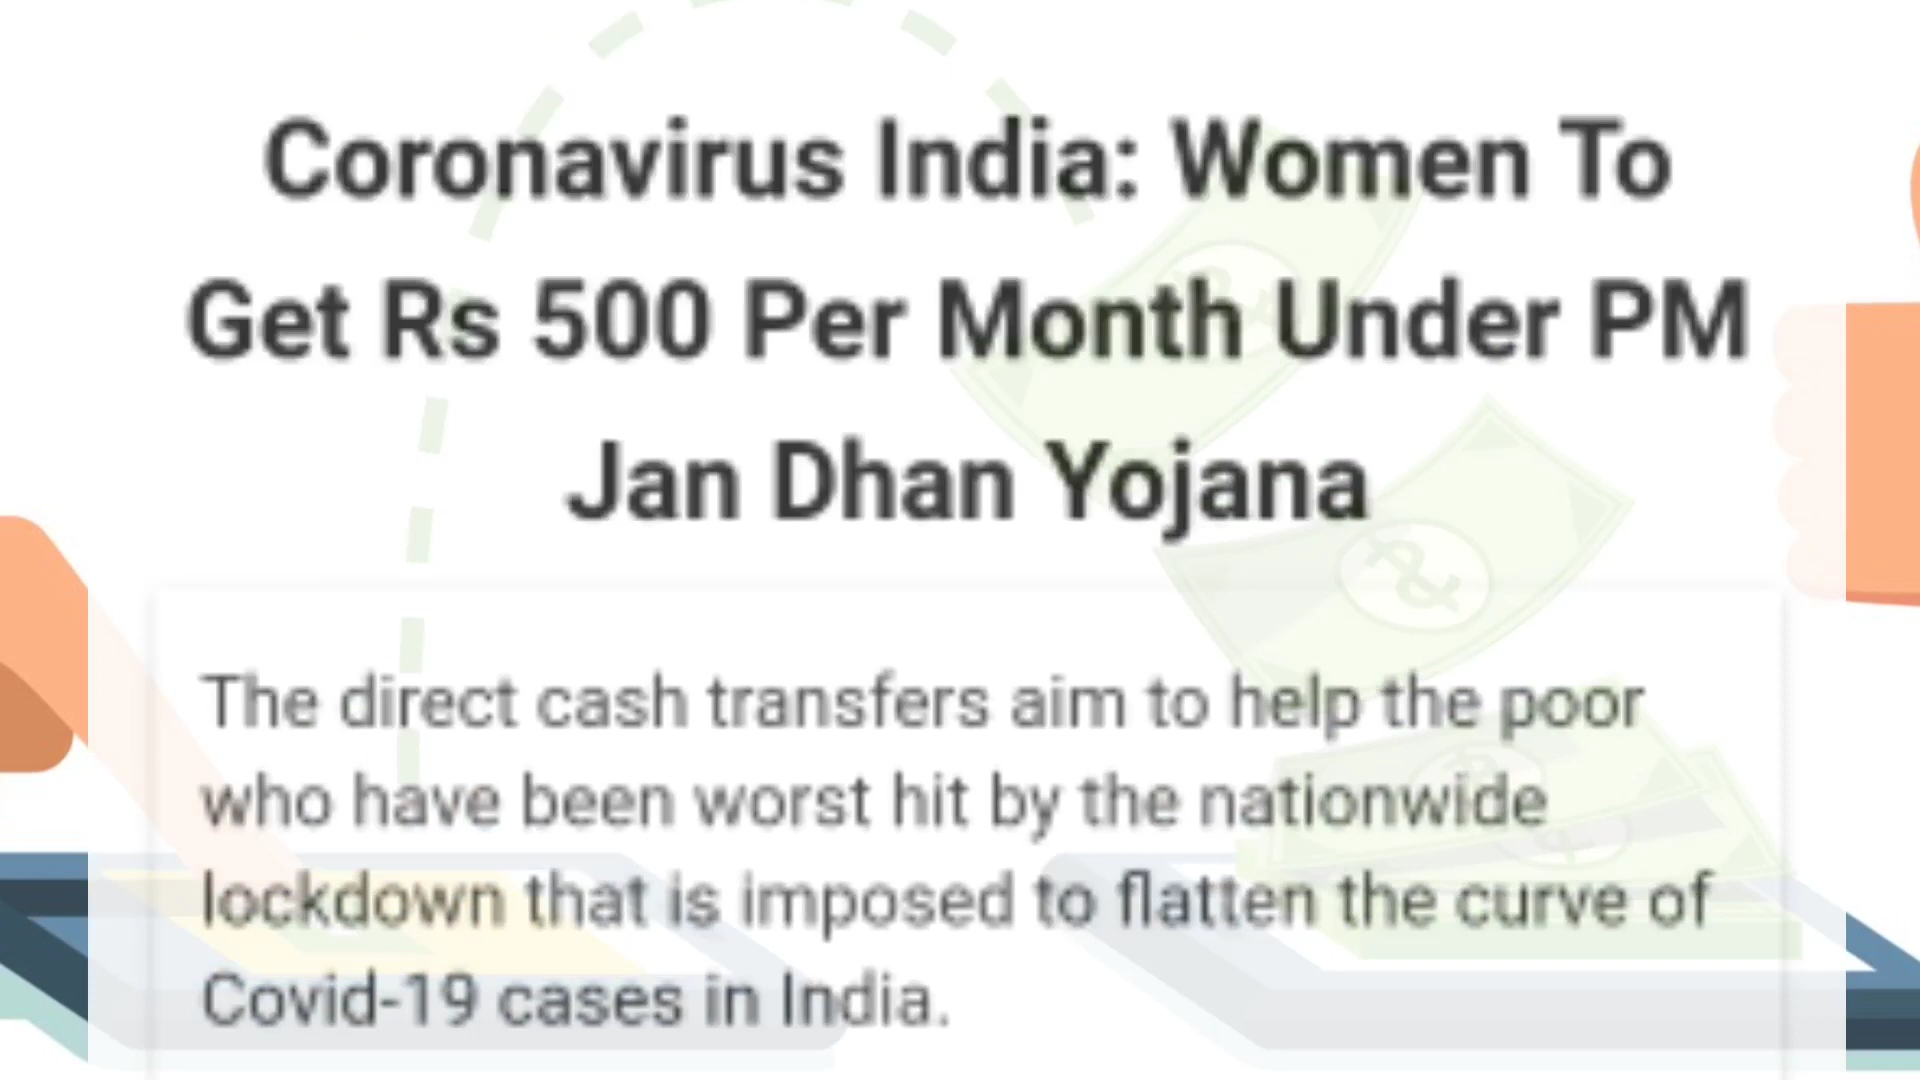 Coronavirus India: Women To
Get Rs 500 Per Month Under PM
Jan Dhan Yojana
The direct cash transfers aim to help the poor
who have been worst hit by the nationwide
lockdown that is imposed to flatten the curve of
Covid-19 cases in India.